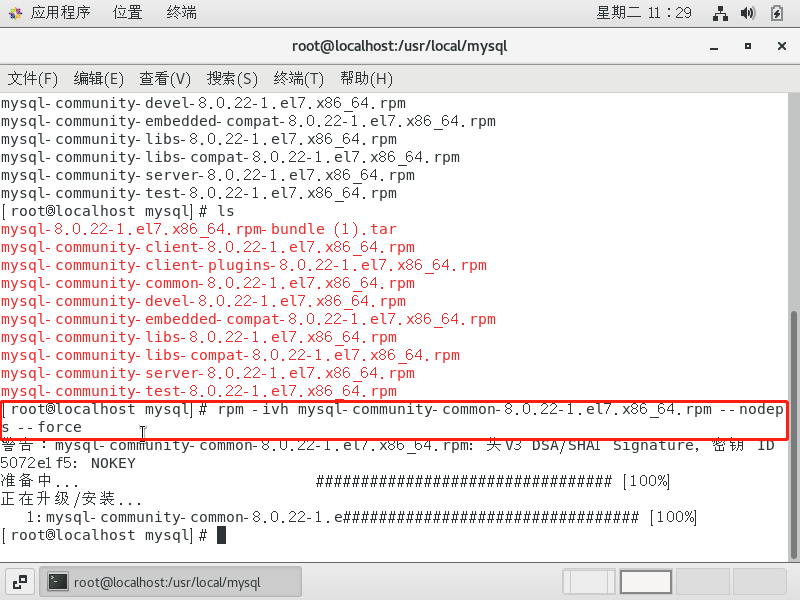 应用程序 位置 终端 星期二 11:29
root@localhost:/usr/local/mysql
文件(F) 编辑(E) 查看(V) 搜索(S) 终端(T) 帮助(H)
mysql-community-devel-8.0.22-1.el7.x86_64.rpm
mysql-community-embedded-compat-8.0.22-1.el7.x86_64.rpm
mysql-community-libs-8.0.22-1.el7.x86_64.rpm
mysql-community-libs-compat-8.0.22-1.el7.x86_64.rpm
mysql-community-server-8.0.22-1.el7.x86_64.rpm
mysql-community-test-8.0.22-1.el7.x86_64.rpm
[root@localhost mysql]# ls
mysql-8.0.22-1.el7.x86_64.rpm-bundle (1).tar
mysql-community-client-8.0.22-1.el7.x86_64.rpm
mysql-community-client-plugins-8.0.22-1.el7.x86_64.rpm
mysql-community-common-8.0.22-1.el7.x86_64.rpm
mysql-community-devel-8.0.22-1.el7.x86_64.rpm
mysql-community-embedded-compat-8.0.22-1.el7.x86_64.rpm
mysql-community-libs-8.0.22-1.el7.x86_64.rpm
mysql-community-libs-compat-8.0.22-1.el7.x86_64.rpm
mysql-community-server-8.0.22-1.el7.x86_64.rpm
mysql-community-test-8.0.22-1.el7.x86_64.rpm
[root@localhost mysql]# rpm -ivh mysql-community-common-8.0.22-1.el7.x86_64.rpm --nodep
s --force
警告：mysql-community-common-8.0.22-1.el7.x86_64.rpm: 头V3 DSA/SHA1 Signature, 密钥 ID
5072e1f5: NOKEY
准备中... ################################# [100%]
正在升级/安装...
1:mysql-community-common-8.0.22-1.e################################# [100%]
[root@localhost mysql]#
root@localhost:/usr/local/mysql